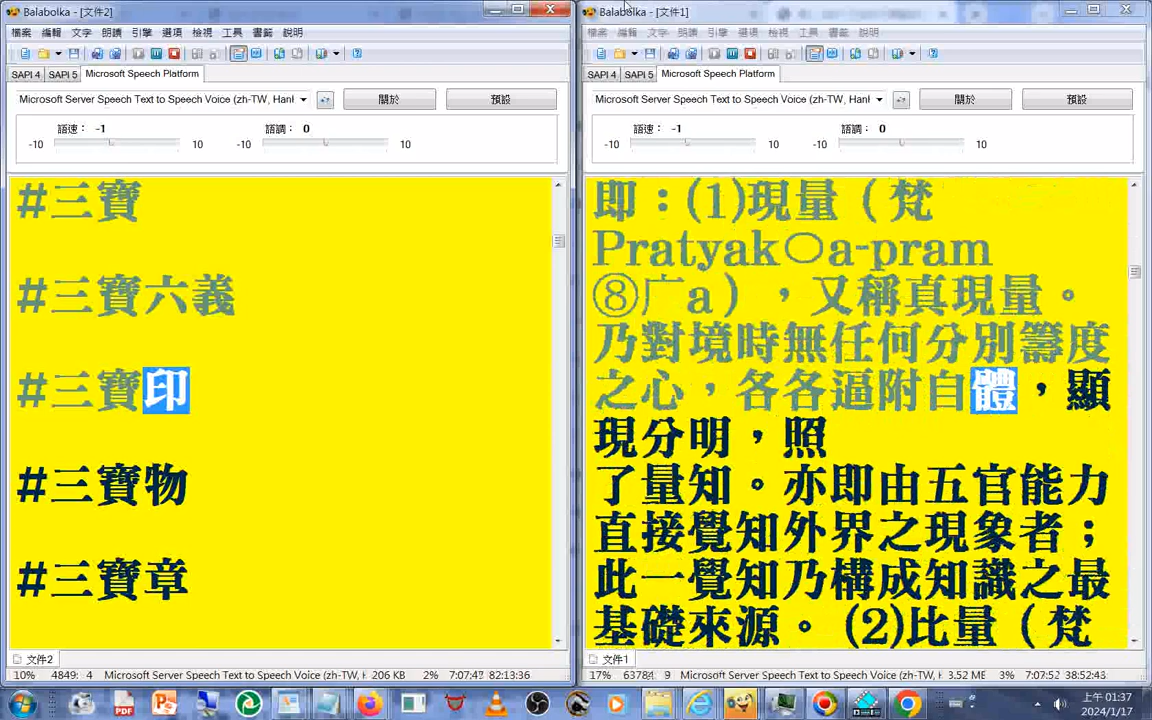 Balabolka - [文件2]
檔案 編輯 文字 朗讀 引擎 選項 檢視 工具 書籤 說明
SAPI 4 SAPI 5 Microsoft Speech Platform
Microsoft Server Speech Text to Speech Voice (zh-TW, Hanl
關於 預設
語速： -1 語調： 0
-10 10 -10 10
#三寶
#三寶六義
#三寶印
#三寶物
#三寶章
文件2
10% 4849: 4 Microsoft Server Speech Text to Speech Voice (zh-TW, H 206 KB 2% 7:07:47 82:13:36
Balabolka - [文件1]
檔案 編輯 文字 朗讀 引擎 選項 檢視 工具 書籤 說明
SAPI 4 SAPI 5 Microsoft Speech Platform
Microsoft Server Speech Text to Speech Voice (zh-TW, Hanl
關於 預設
語速： -1 語調： 0
-10 10 -10 10
即：(1)現量（梵
Pratyak○a-pram
⑧广a），又稱真現量。
乃對境時無任何分別籌度
之心，各各逼附自體，顯
現分明，照
了量知。亦即由五官能力
直接覺知外界之現象者；
此一覺知乃構成知識之最
基礎來源。(2)比量（梵
文件1
17% 9 Microsoft Server Speech Text to Speech Voice (zh-TW, H 3.52 MB 3% 7:07:52 38:52:43
上午 01:37
2024/1/17